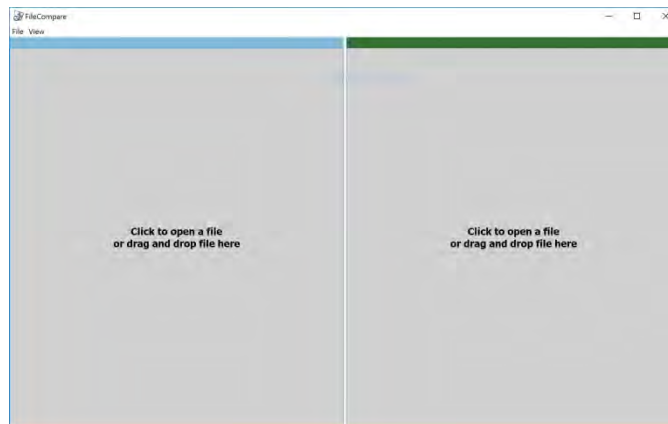 FileCompare
File View
Click to open a file
or drag and drop file here
Click to open a file
or drag and drop file here